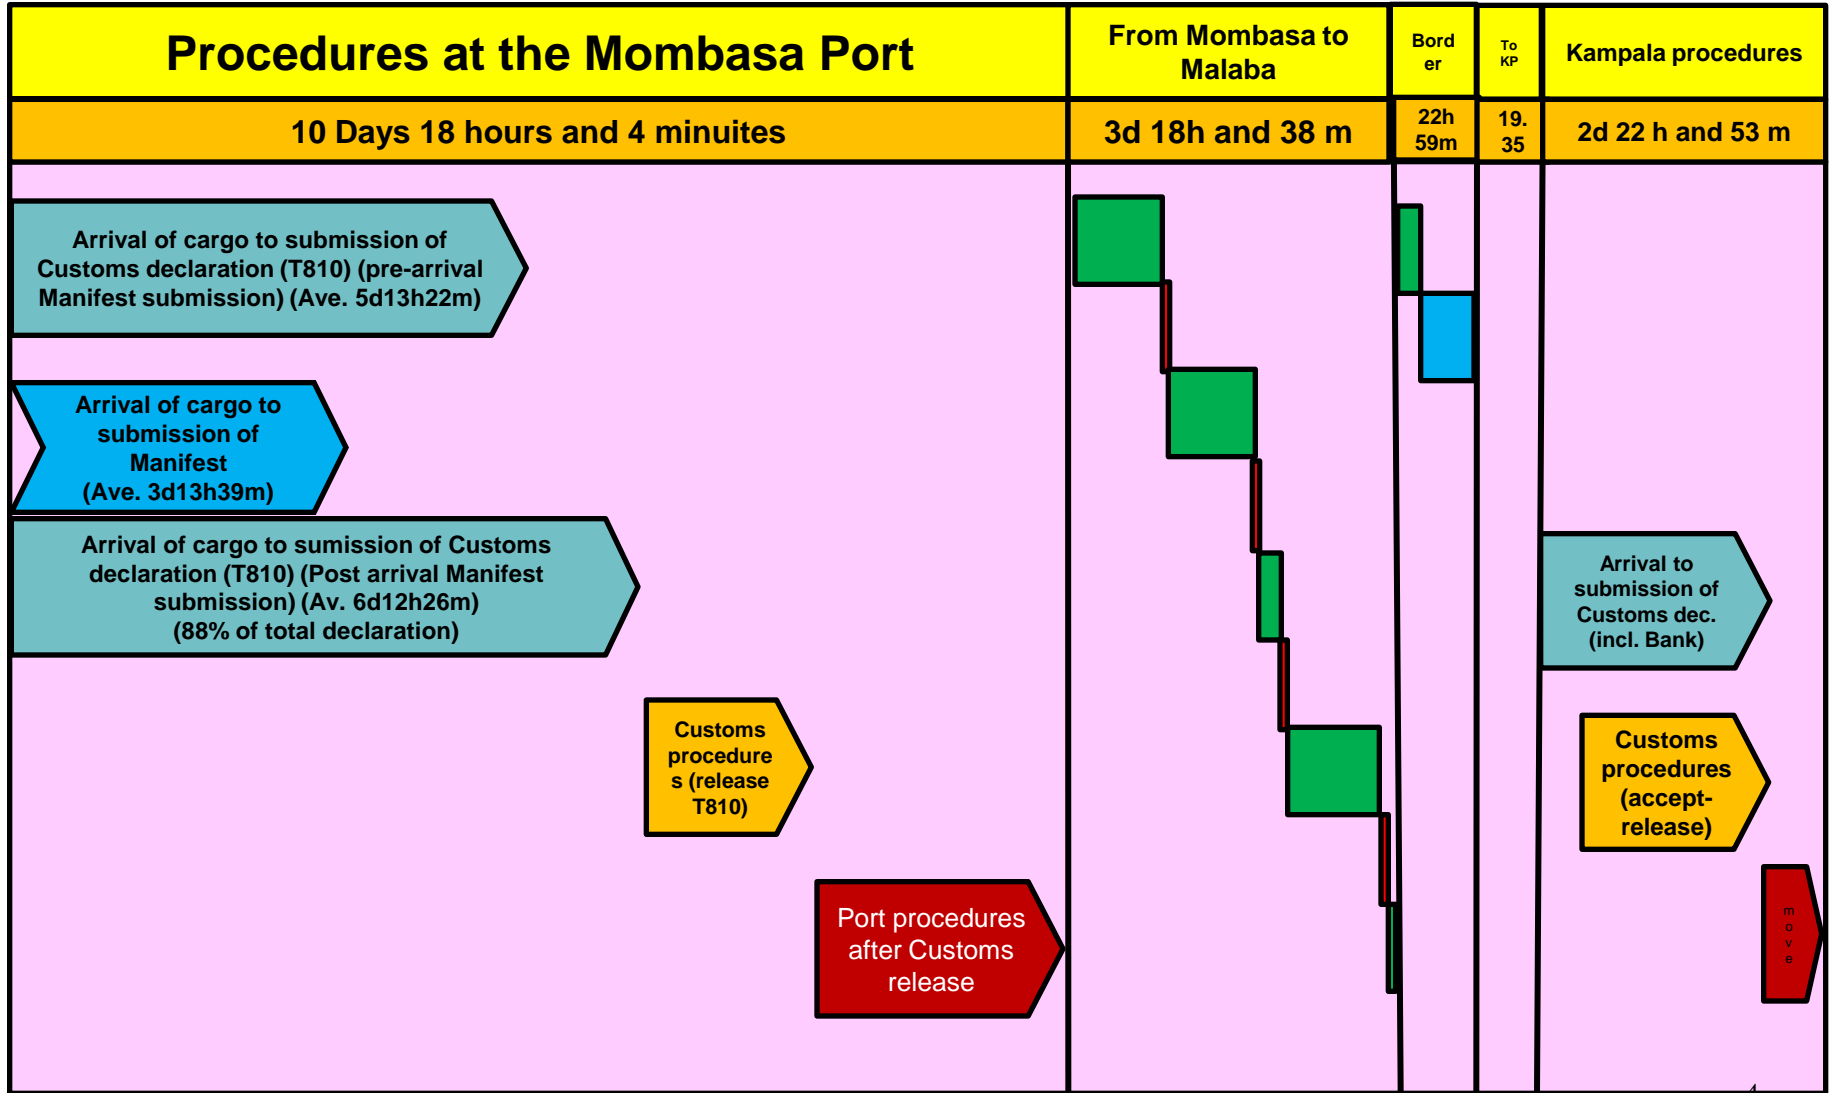 Procedures at the Mombasa Port
From Mombasa to
Malaba
Bord
er
To
KP
Kampala procedures
10 Days 18 hours and 4 minuites
3d 18h and 38 m
22h
59m
19.
35
2d 22 h and 53 m
Arrival of cargo to submission of
Customs declaration (T810) (pre-arrival
Manifest submission) (Ave. 5d13h22m)
Arrival of cargo to
submission of
Manifest
(Ave. 3d13h39m)
Arrival of cargo to sumission of Customs
declaration (T810) (Post arrival Manifest
submission) (Av. 6d12h26m)
(88% of total declaration)
Arrival to
submission of
Customs dec.
(incl. Bank)
Customs
procedure
s (release
T810)
Customs
procedures
(accept-
release)
Port procedures
after Customs
release
m
o
v
e